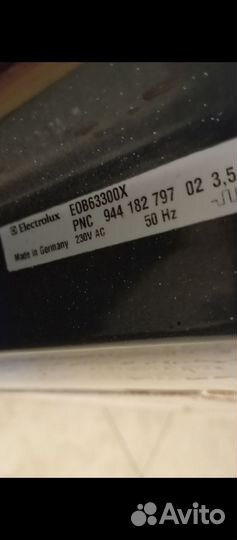 Electrolux EOB63300X
PNC 944 182 797 02 3,5
Made in Germany 230V AC 50 Hz
Avito